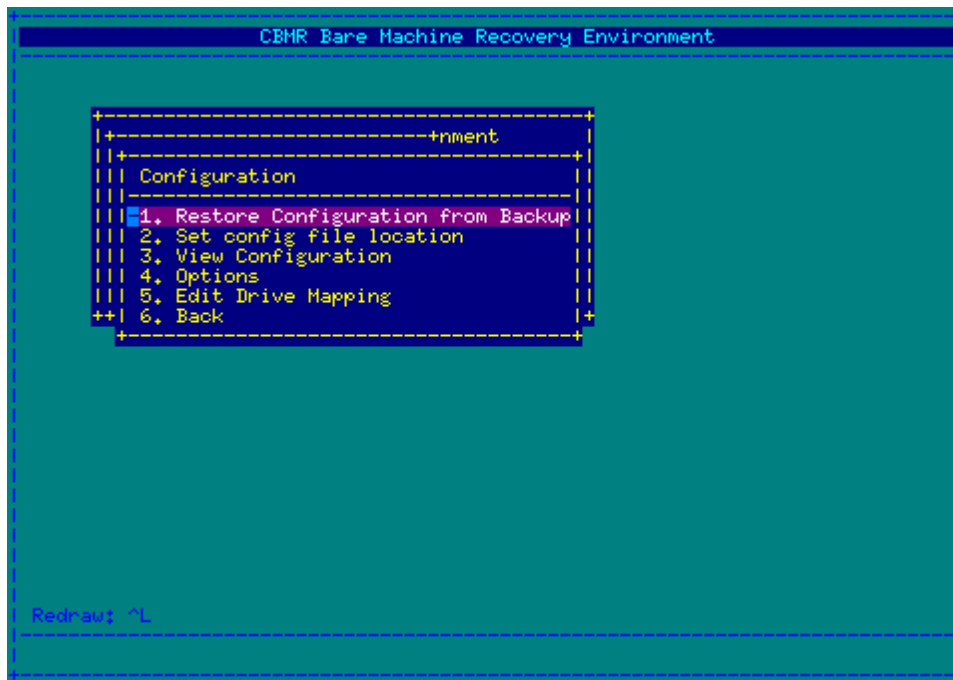 CBMR Bare Machine Recovery Environment
nment
Configuration
1. Restore Configuration from Backup
2. Set config file location
3. View Configuration
4. Options
5. Edit Drive Mapping
6. Back
Redraw: ^L